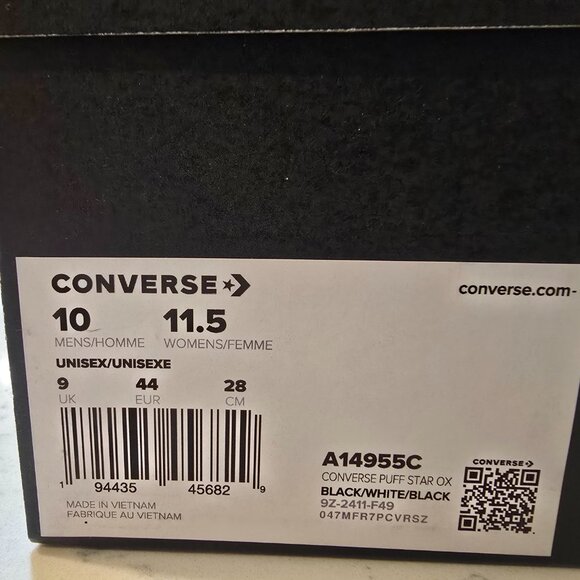 CONVERSE
converse.com-
10 11.5
MENS/HOMME WOMENS/FEMME
UNISEX/UNISEXE
9 44 28
UK EUR CM
1 94435 45682 9
MADE IN VIETNAM
FABRIQUE AU VIETNAM
A14955C
CONVERSE PUFF STAR OX
BLACK/WHITE/BLACK
9Z-2411-F49
047MFR7PCVRSZ
CONVERSE